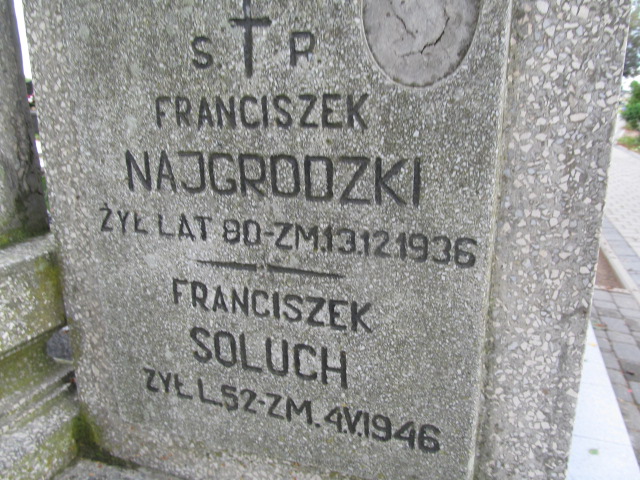 S † P.
FRANCISZEK
NAJGRODZKI
ŻYŁ LAT 80-ZM.13.12.1936
FRANCISZEK
SOLUCH
ŻYŁ L.52-ZM.4.V.1946